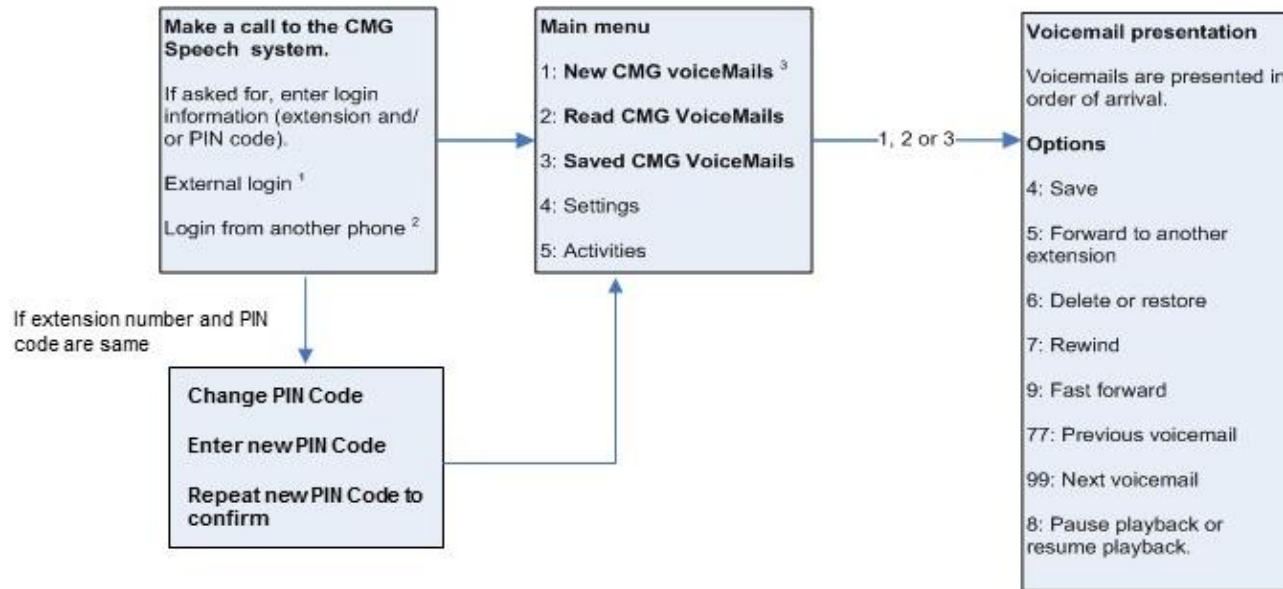 Make a call to the CMG
Speech system.
If asked for, enter login
information (extension and/
or PIN code).
External login ¹
Login from another phone ²
If extension number and PIN
code are same
Change PIN Code
Enter new PIN Code
Repeat new PIN Code to
confirm
Main menu
1: New CMG voiceMails ³
2: Read CMG VoiceMails
3: Saved CMG VoiceMails
4: Settings
5: Activities
1, 2 or 3
Voicemail presentation
Voicemails are presented in
order of arrival.
Options
4: Save
5: Forward to another
extension
6: Delete or restore
7: Rewind
9: Fast forward
77: Previous voicemail
99: Next voicemail
8: Pause playback or
resume playback.